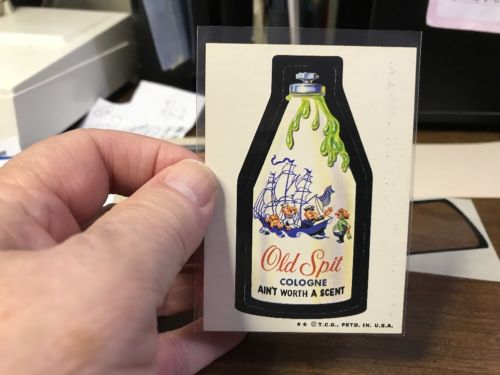 Old Spit
COLOGNE
AIN'T WORTH A SCENT
** © T.C.G., PRTD. IN U.S.A.